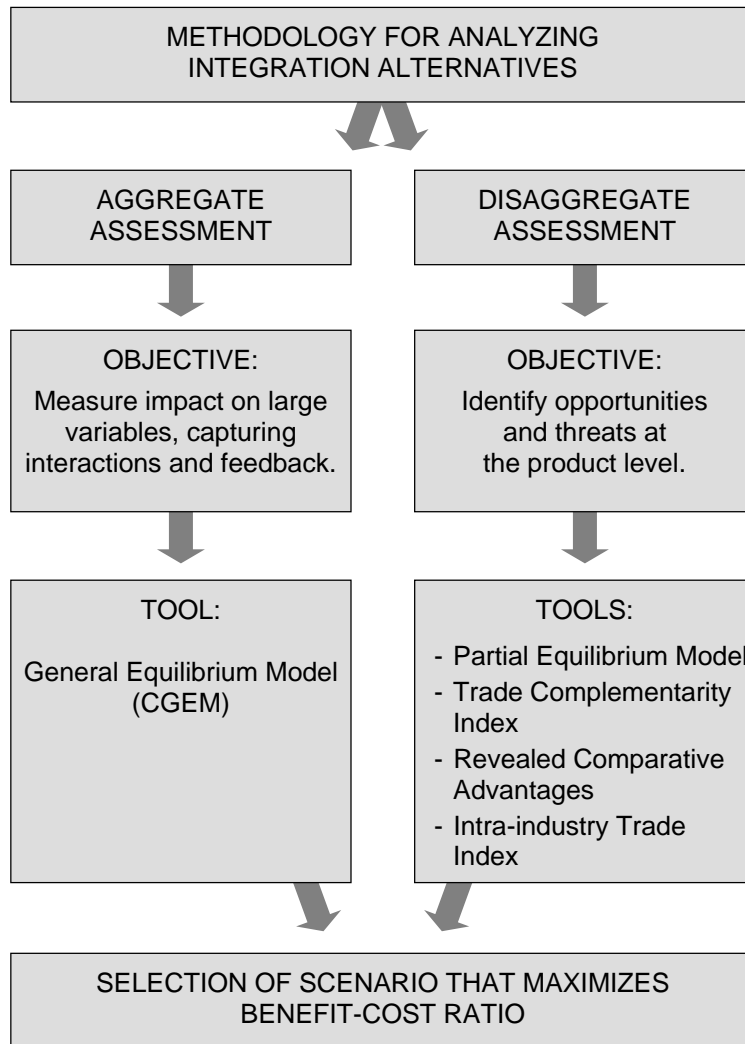 METHODOLOGY FOR ANALYZING
INTEGRATION ALTERNATIVES
AGGREGATE
ASSESSMENT
OBJECTIVE:
Measure impact on large
variables, capturing
interactions and feedback.
TOOL:
General Equilibrium Model
(CGEM)
DISAGGREGATE
ASSESSMENT
OBJECTIVE:
Identify opportunities
and threats at
the product level.
TOOLS:
- Partial Equilibrium Model
- Trade Complementarity
Index
- Revealed Comparative
Advantages
- Intra-industry Trade
Index
SELECTION OF SCENARIO THAT MAXIMIZES
BENEFIT-COST RATIO